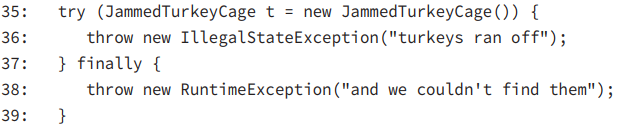 35: try (JammedTurkeyCage t = new JammedTurkeyCage()) {
36: throw new IllegalStateException("turkeys ran off");
37: } finally {
38: throw new RuntimeException("and we couldn't find them");
39: }